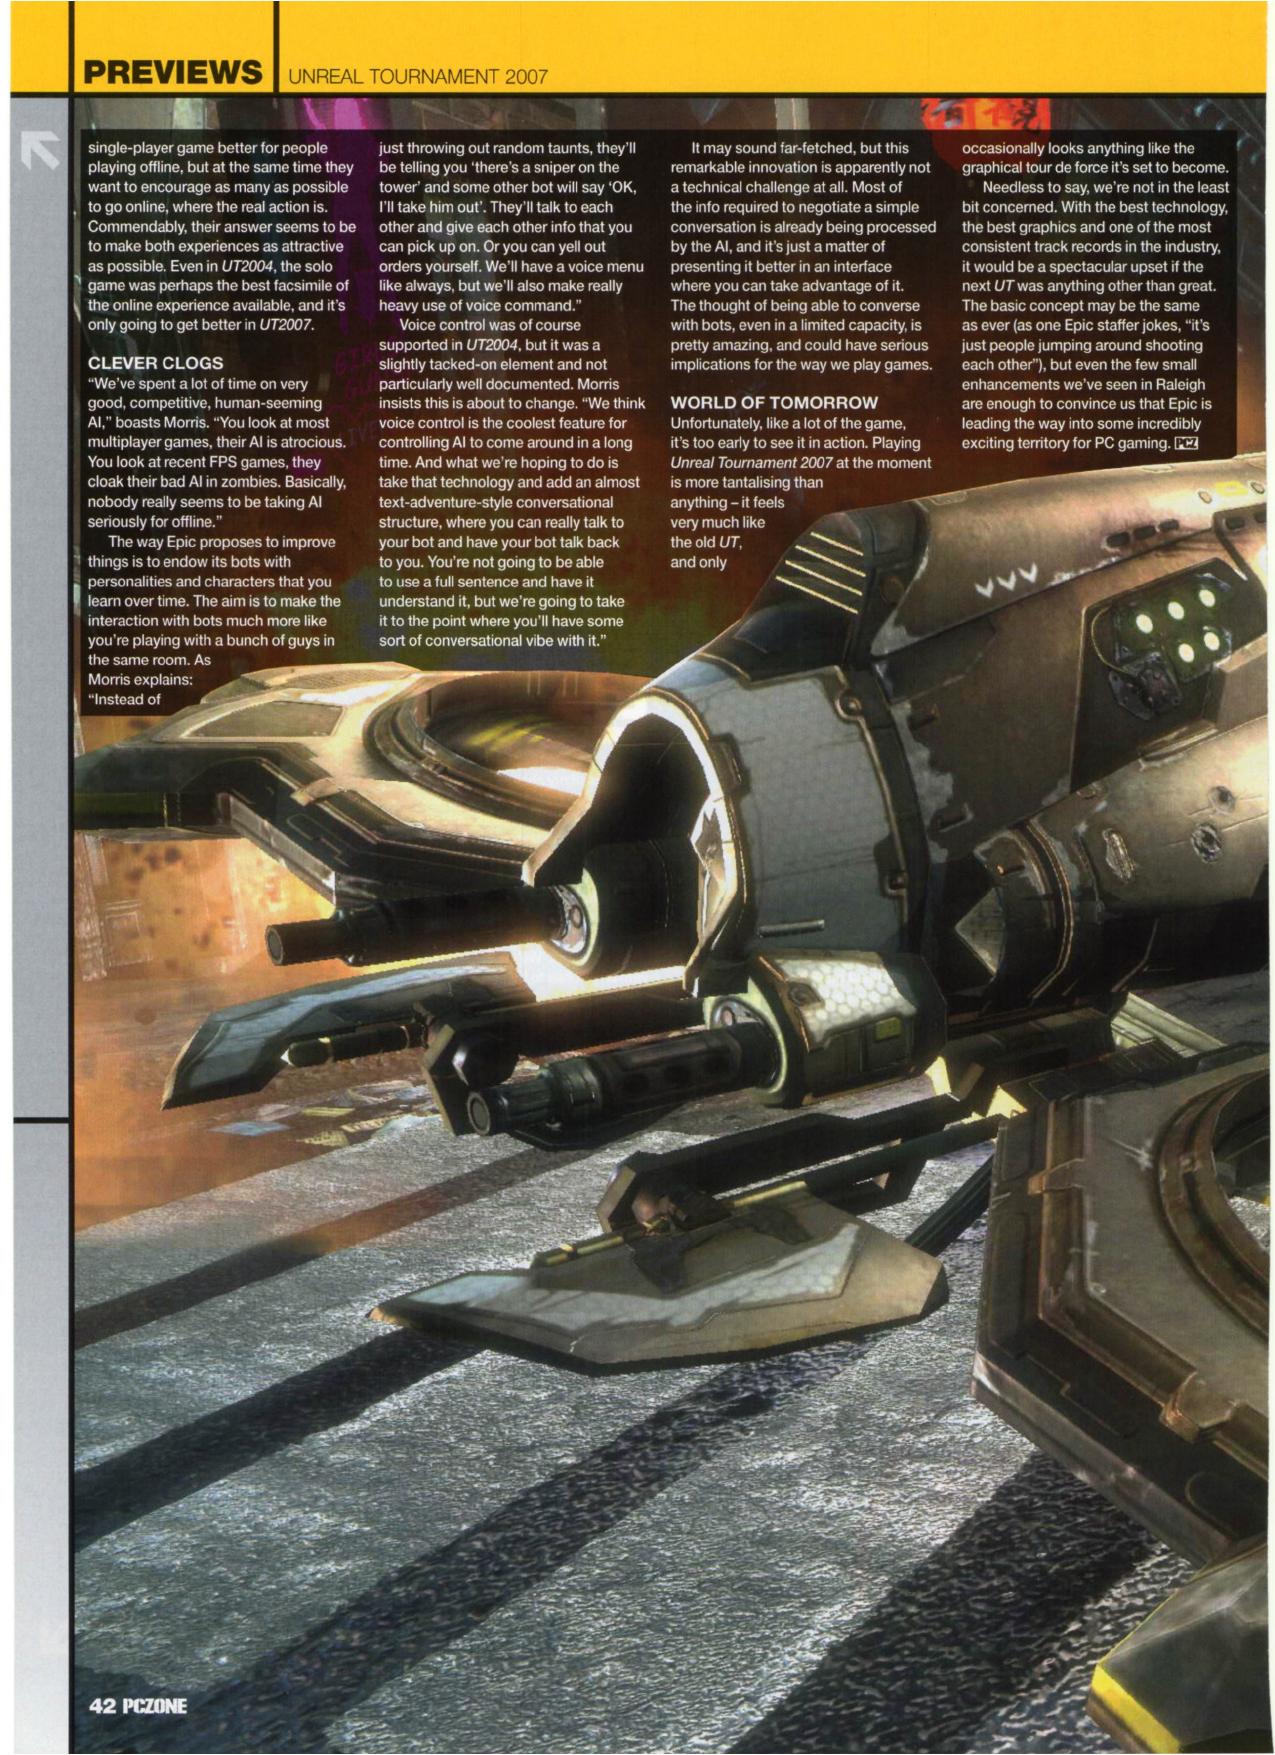 PREVIEWS
UNREAL TOURNAMENT 2007
single-player game better for people
playing offline, but at the same time they
want to encourage as many as possible
to go online, where the real action is.
Commendably, their answer seems to be
to make both experiences as attractive
as possible. Even in UT2004, the solo
game was perhaps the best facsimile of
the online experience available, and it's
only going to get better in UT2007.
CLEVER CLOGS
“We've spent a lot of time on very
good, competitive, human-seeming
AI,” boasts Morris. “You look at most
multiplayer games, their AI is atrocious.
You look at recent FPS games, they
cloak their bad AI in zombies. Basically,
nobody really seems to be taking AI
seriously for offline.”
The way Epic proposes to improve
things is to endow its bots with
personalities and characters that you
learn over time. The aim is to make the
interaction with bots much more like
you're playing with a bunch of guys in
the same room. As
Morris explains:
“Instead of
just throwing out random taunts, they'll
be telling you ‘there's a sniper on the
tower’ and some other bot will say ‘OK,
I'll take him out’. They'll talk to each
other and give each other info that you
can pick up on. Or you can yell out
orders yourself. We'll have a voice menu
like always, but we'll also make really
heavy use of voice command.”
Voice control was of course
supported in UT2004, but it was a
slightly tacked-on element and not
particularly well documented. Morris
insists this is about to change. “We think
voice control is the coolest feature for
controlling AI to come around in a long
time. And what we're hoping to do is
take that technology and add an almost
text-adventure-style conversational
structure, where you can really talk to
your bot and have your bot talk back
to you. You're not going to be able
to use a full sentence and have it
understand it, but we're going to take
it to the point where you'll have some
sort of conversational vibe with it.”
It may sound far-fetched, but this
remarkable innovation is apparently not
a technical challenge at all. Most of
the info required to negotiate a simple
conversation is already being processed
by the AI, and it's just a matter of
presenting it better in an interface
where you can take advantage of it.
The thought of being able to converse
with bots, even in a limited capacity, is
pretty amazing, and could have serious
implications for the way we play games.
WORLD OF TOMORROW
Unfortunately, like a lot of the game,
it's too early to see it in action. Playing
Unreal Tournament 2007 at the moment
is more tantalising than
anything – it feels
very much like
the old UT,
and only
occasionally looks anything like the
graphical tour de force it's set to become.
Needless to say, we're not in the least
bit concerned. With the best technology,
the best graphics and one of the most
consistent track records in the industry,
it would be a spectacular upset if the
next UT was anything other than great.
The basic concept may be the same
as ever (as one Epic staffer jokes, “it's
just people jumping around shooting
each other”), but even the few small
enhancements we've seen in Raleigh
are enough to convince us that Epic is
leading the way into some incredibly
exciting territory for PC gaming. PCZ
42 PCZONE